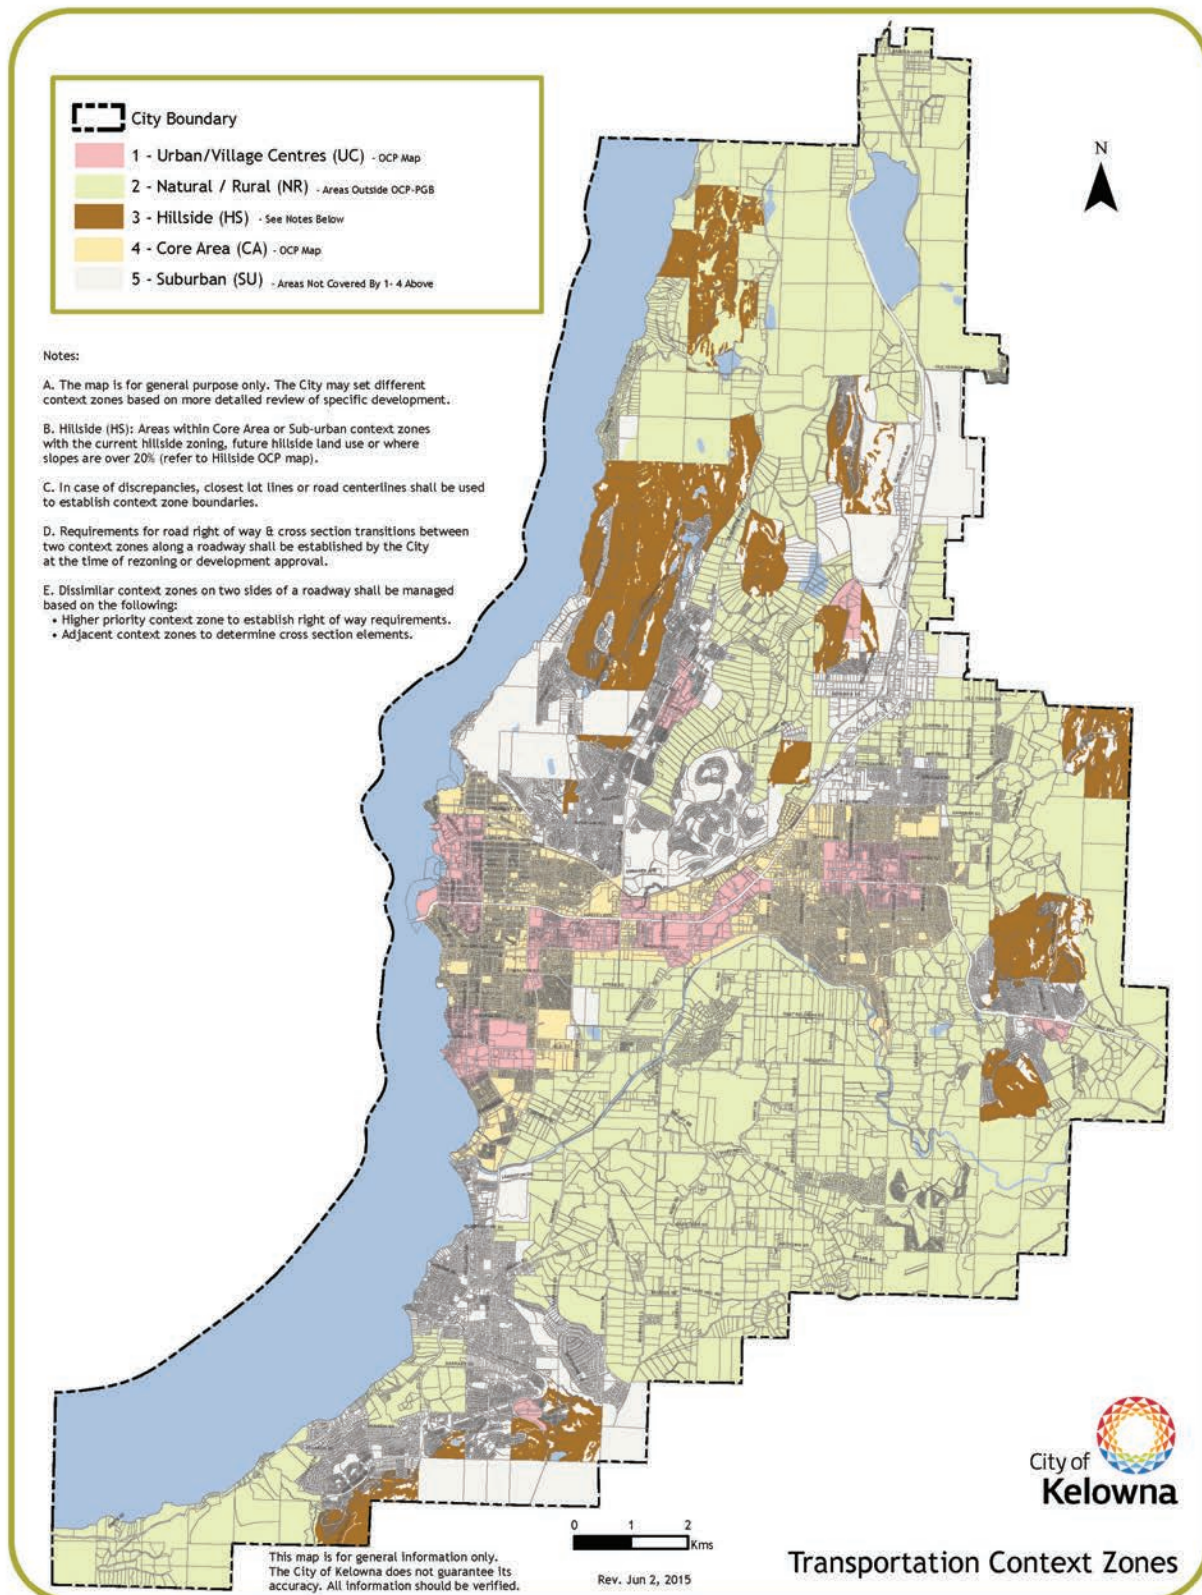 City Boundary
1 - Urban/Village Centres (UC) - OCP Map
2 - Natural / Rural (NR) - Areas Outside OCP-PGB
3 - Hillside (HS) - See Notes Below
4 - Core Area (CA) - OCP Map
5 - Suburban (SU) - Areas Not Covered By 1- 4 Above
N
Notes:
A. The map is for general purpose only. The City may set different
context zones based on more detailed review of specific development.
B. Hillside (HS): Areas within Core Area or Sub-urban context zones
with the current hillside zoning, future hillside land use or where
slopes are over 20% (refer to Hillside OCP map).
C. In case of discrepancies, closest lot lines or road centerlines shall be used
to establish context zone boundaries.
D. Requirements for road right of way & cross section transitions between
two context zones along a roadway shall be established by the City
at the time of rezoning or development approval.
E. Dissimilar context zones on two sides of a roadway shall be managed
based on the following:
• Higher priority context zone to establish right of way requirements.
• Adjacent context zones to determine cross section elements.
City of
Kelowna
0 1 2
Kms
This map is for general information only.
The City of Kelowna does not guarantee its
accuracy. All information should be verified.
Rev. Jun 2, 2015
Transportation Context Zones